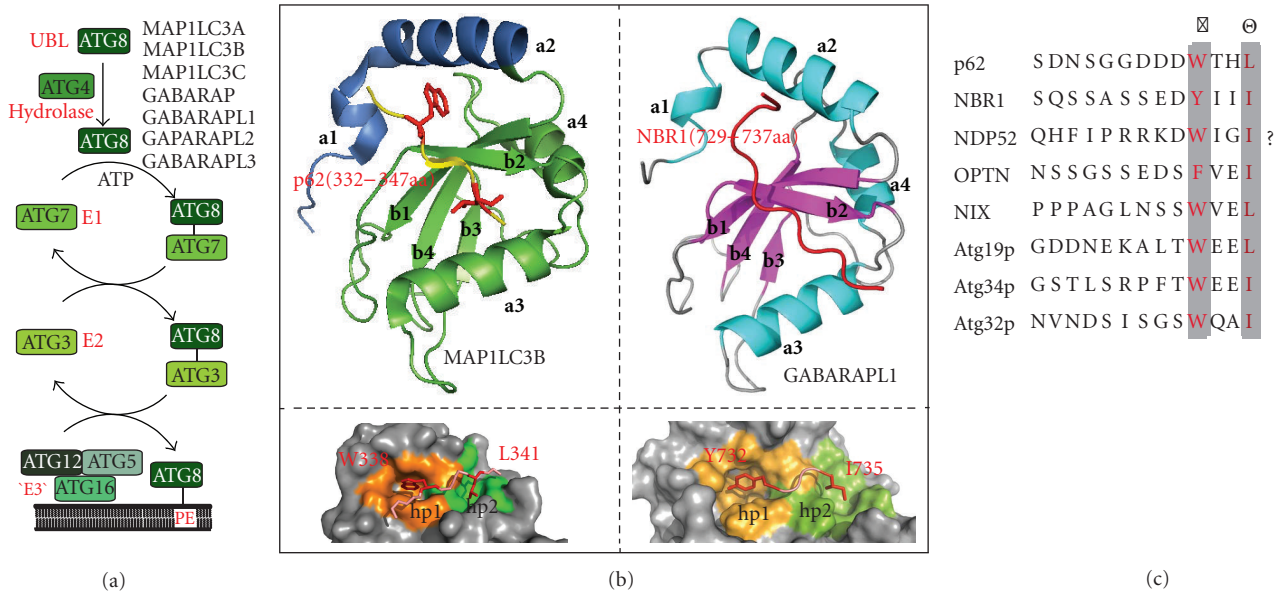 UBL ATG8
MAP1LC3A
MAP1LC3B
MAP1LC3C
GABARAP
GABARAPL1
GAPARAPL2
GABARAPL3
ATG4
Hydrolase
ATG8
ATP
ATG7 E1
ATG8
ATG7
ATG3 E2
ATG8
ATG3
ATG12 ATG5
`E3` ATG16
ATG8
PE
(a)
a2
a1
a4
b2
p62(332−347aa)
b1
b3
b4
a3
MAP1LC3B
a2
a1
NBR1(729−737aa)
a4
b2
b1
b4
b3
a3
GABARAPL1
W338
L341
hp1
hp2
Y732
I735
hp1
hp2
(b)
Θ
p62 S D N S G G D D D W T H L
NBR1 S Q S S A S S E D Y I I I
NDP52 Q H F I P R R K D W I G I ?
OPTN N S S G S S E D S F V E I
NIX P P P A G L N S S W V E L
Atg19p G D D N E K A L T W E E L
Atg34p G S T L S R P F T W E E I
Atg32p N V N D S I S G S W Q A I
(c)